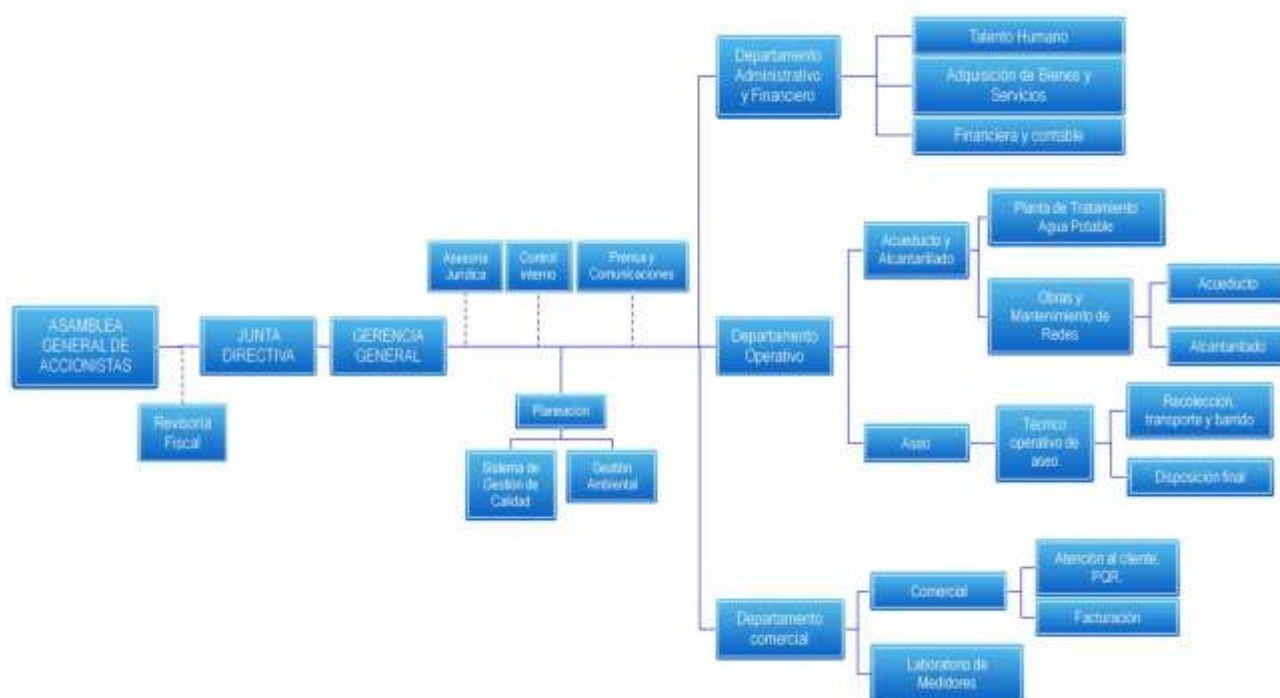 ASAMBLEA
GENERAL DE
ACCIONISTAS
Revisoría
Fiscal
JUNTA
DIRECTIVA
GERENCIA
GENERAL
Asesoría
Jurídica
Control
interno
Prensa y
Comunicaciones
Planeacion
Sistema de
Gestión de
Calidad
Gestión
Ambiental
Departamento
Administrativo
y Financiero
Talento Humano
Adquisición de Bienes y
Servicios
Financiera y contable
Departamento
Operativo
Acueducto y
Alcantarillado
Planta de Tratamiento
Agua Potable
Obras y
Mantenimiento de
Redes
Acueducto
Alcantarillado
Aseo
Técnico
operativo de
aseo.
Recolección,
transporte y barrido
Disposición final
Departamento
comercial
Comercial
Atención al cliente,
PQR.
Facturación
Laboratorio de
Medidores